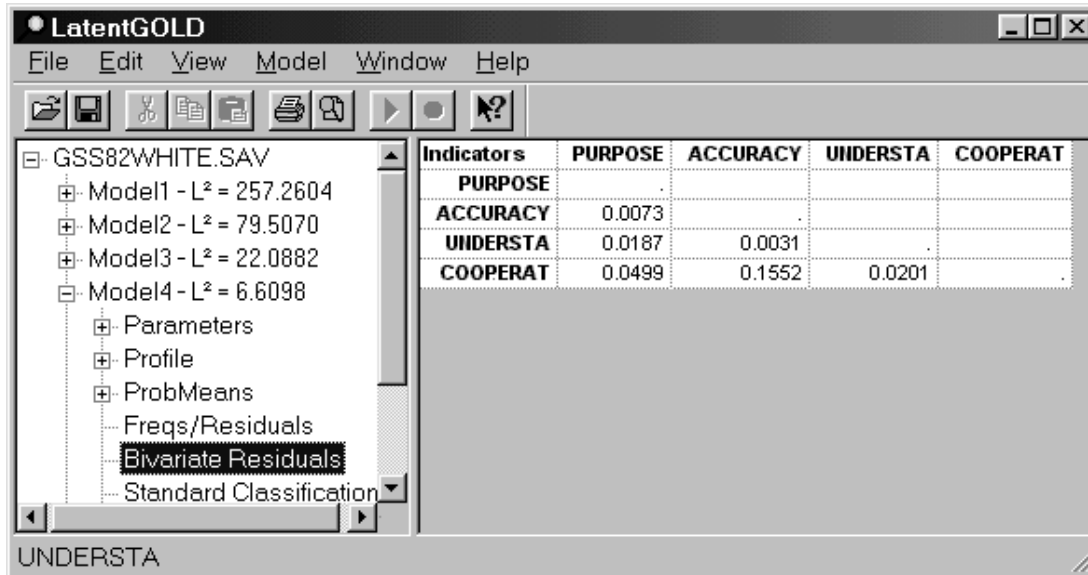 LatentGOLD
File Edit View Model Window Help
GSS82WHITE.SAV
Model1 - L² = 257.2604
Model2 - L² = 79.5070
Model3 - L² = 22.0882
Model4 - L² = 6.6098
Parameters
Profile
ProbMeans
Freqs/Residuals
Bivariate Residuals
Standard Classification
Indicators PURPOSE ACCURACY UNDERSTA COOPERAT
PURPOSE .
ACCURACY 0.0073 .
UNDERSTA 0.0187 0.0031 .
COOPERAT 0.0499 0.1552 0.0201 .
UNDERSTA